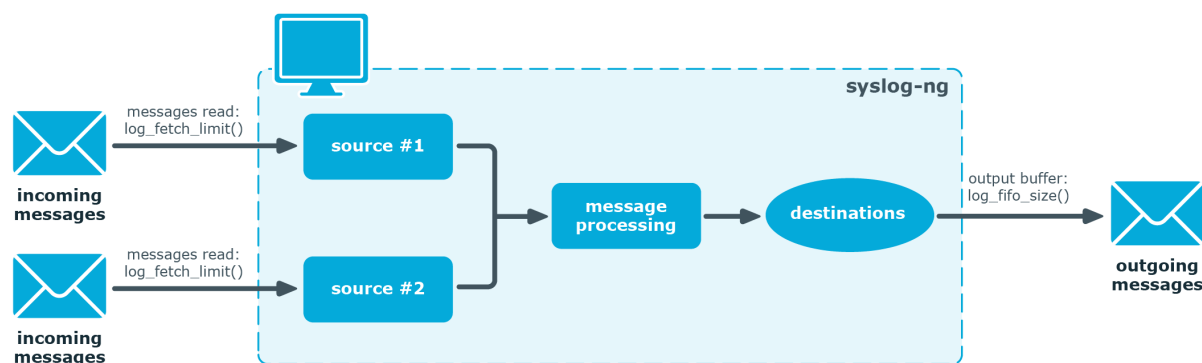 syslog-ng
messages read:
log_fetch_limit()
source #1
incoming
messages
message
processing
destinations
output buffer:
log_fifo_size()
outgoing
messages
messages read:
log_fetch_limit()
source #2
incoming
messages